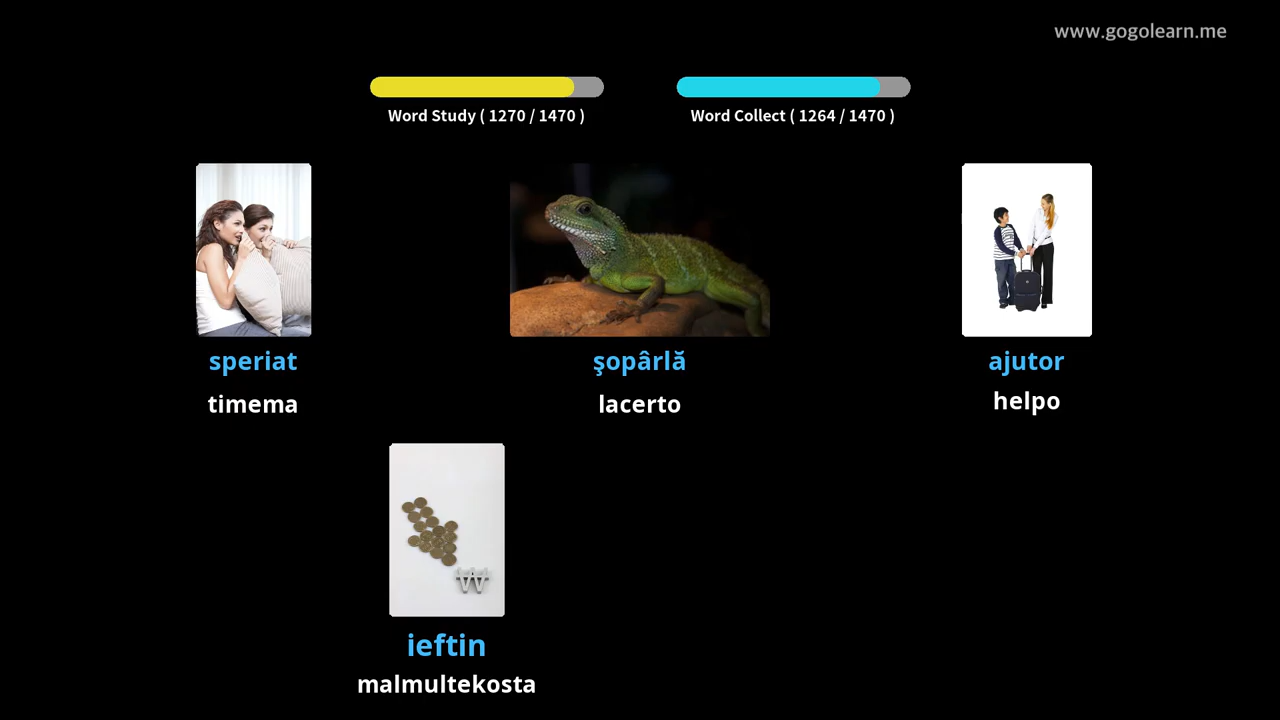 www.gogolearn.me
Word Study ( 1270 / 1470 )
Word Collect ( 1264 / 1470 )
speriat
timema
şopârlă
lacerto
ajutor
helpo
ieftin
malmultekosta